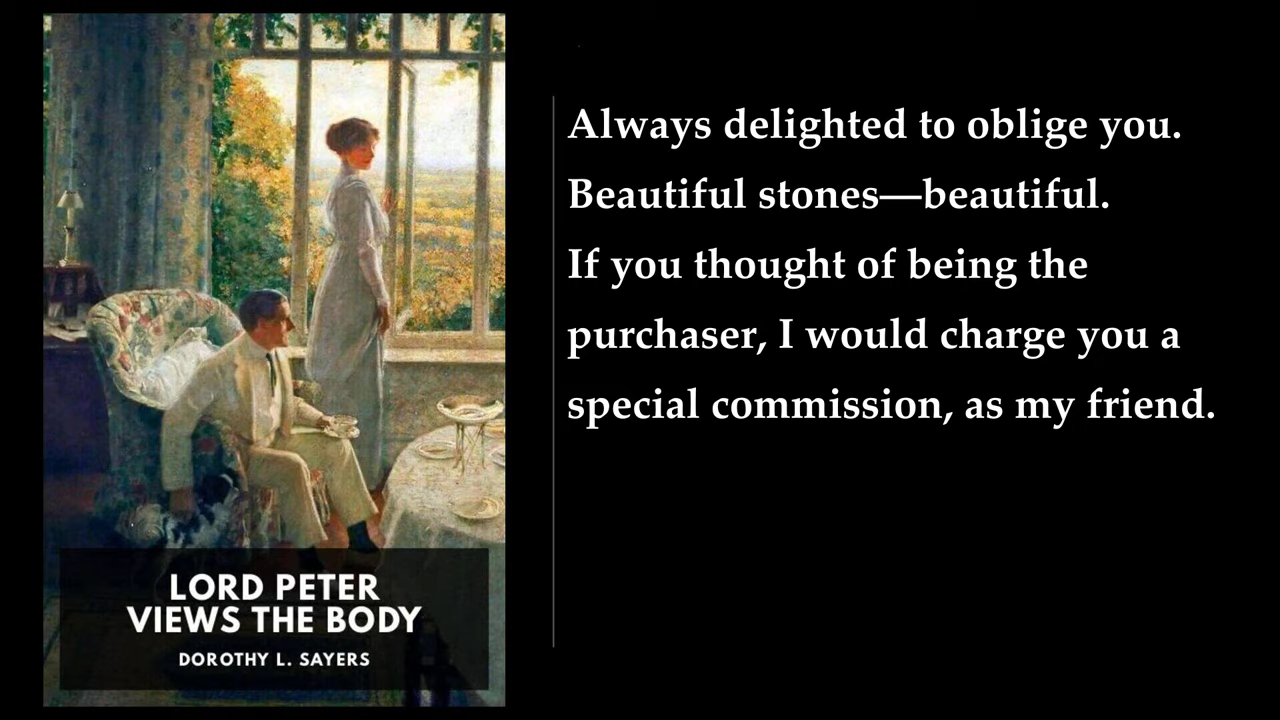 Always delighted to oblige you.
Beautiful stones—beautiful.
If you thought of being the
purchaser, I would charge you a
special commission, as my friend.
LORD PETER
VIEWS THE BODY
DOROTHY L. SAYERS